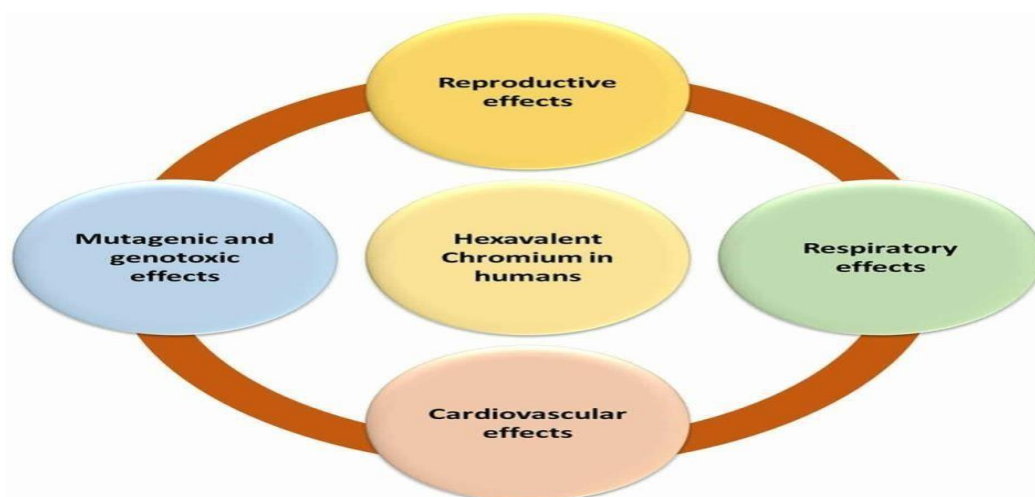 Reproductive
effects
Mutagenic and
genotoxic
effects
Hexavalent
Chromium in
humans
Respiratory
effects
Cardiovascular
effects